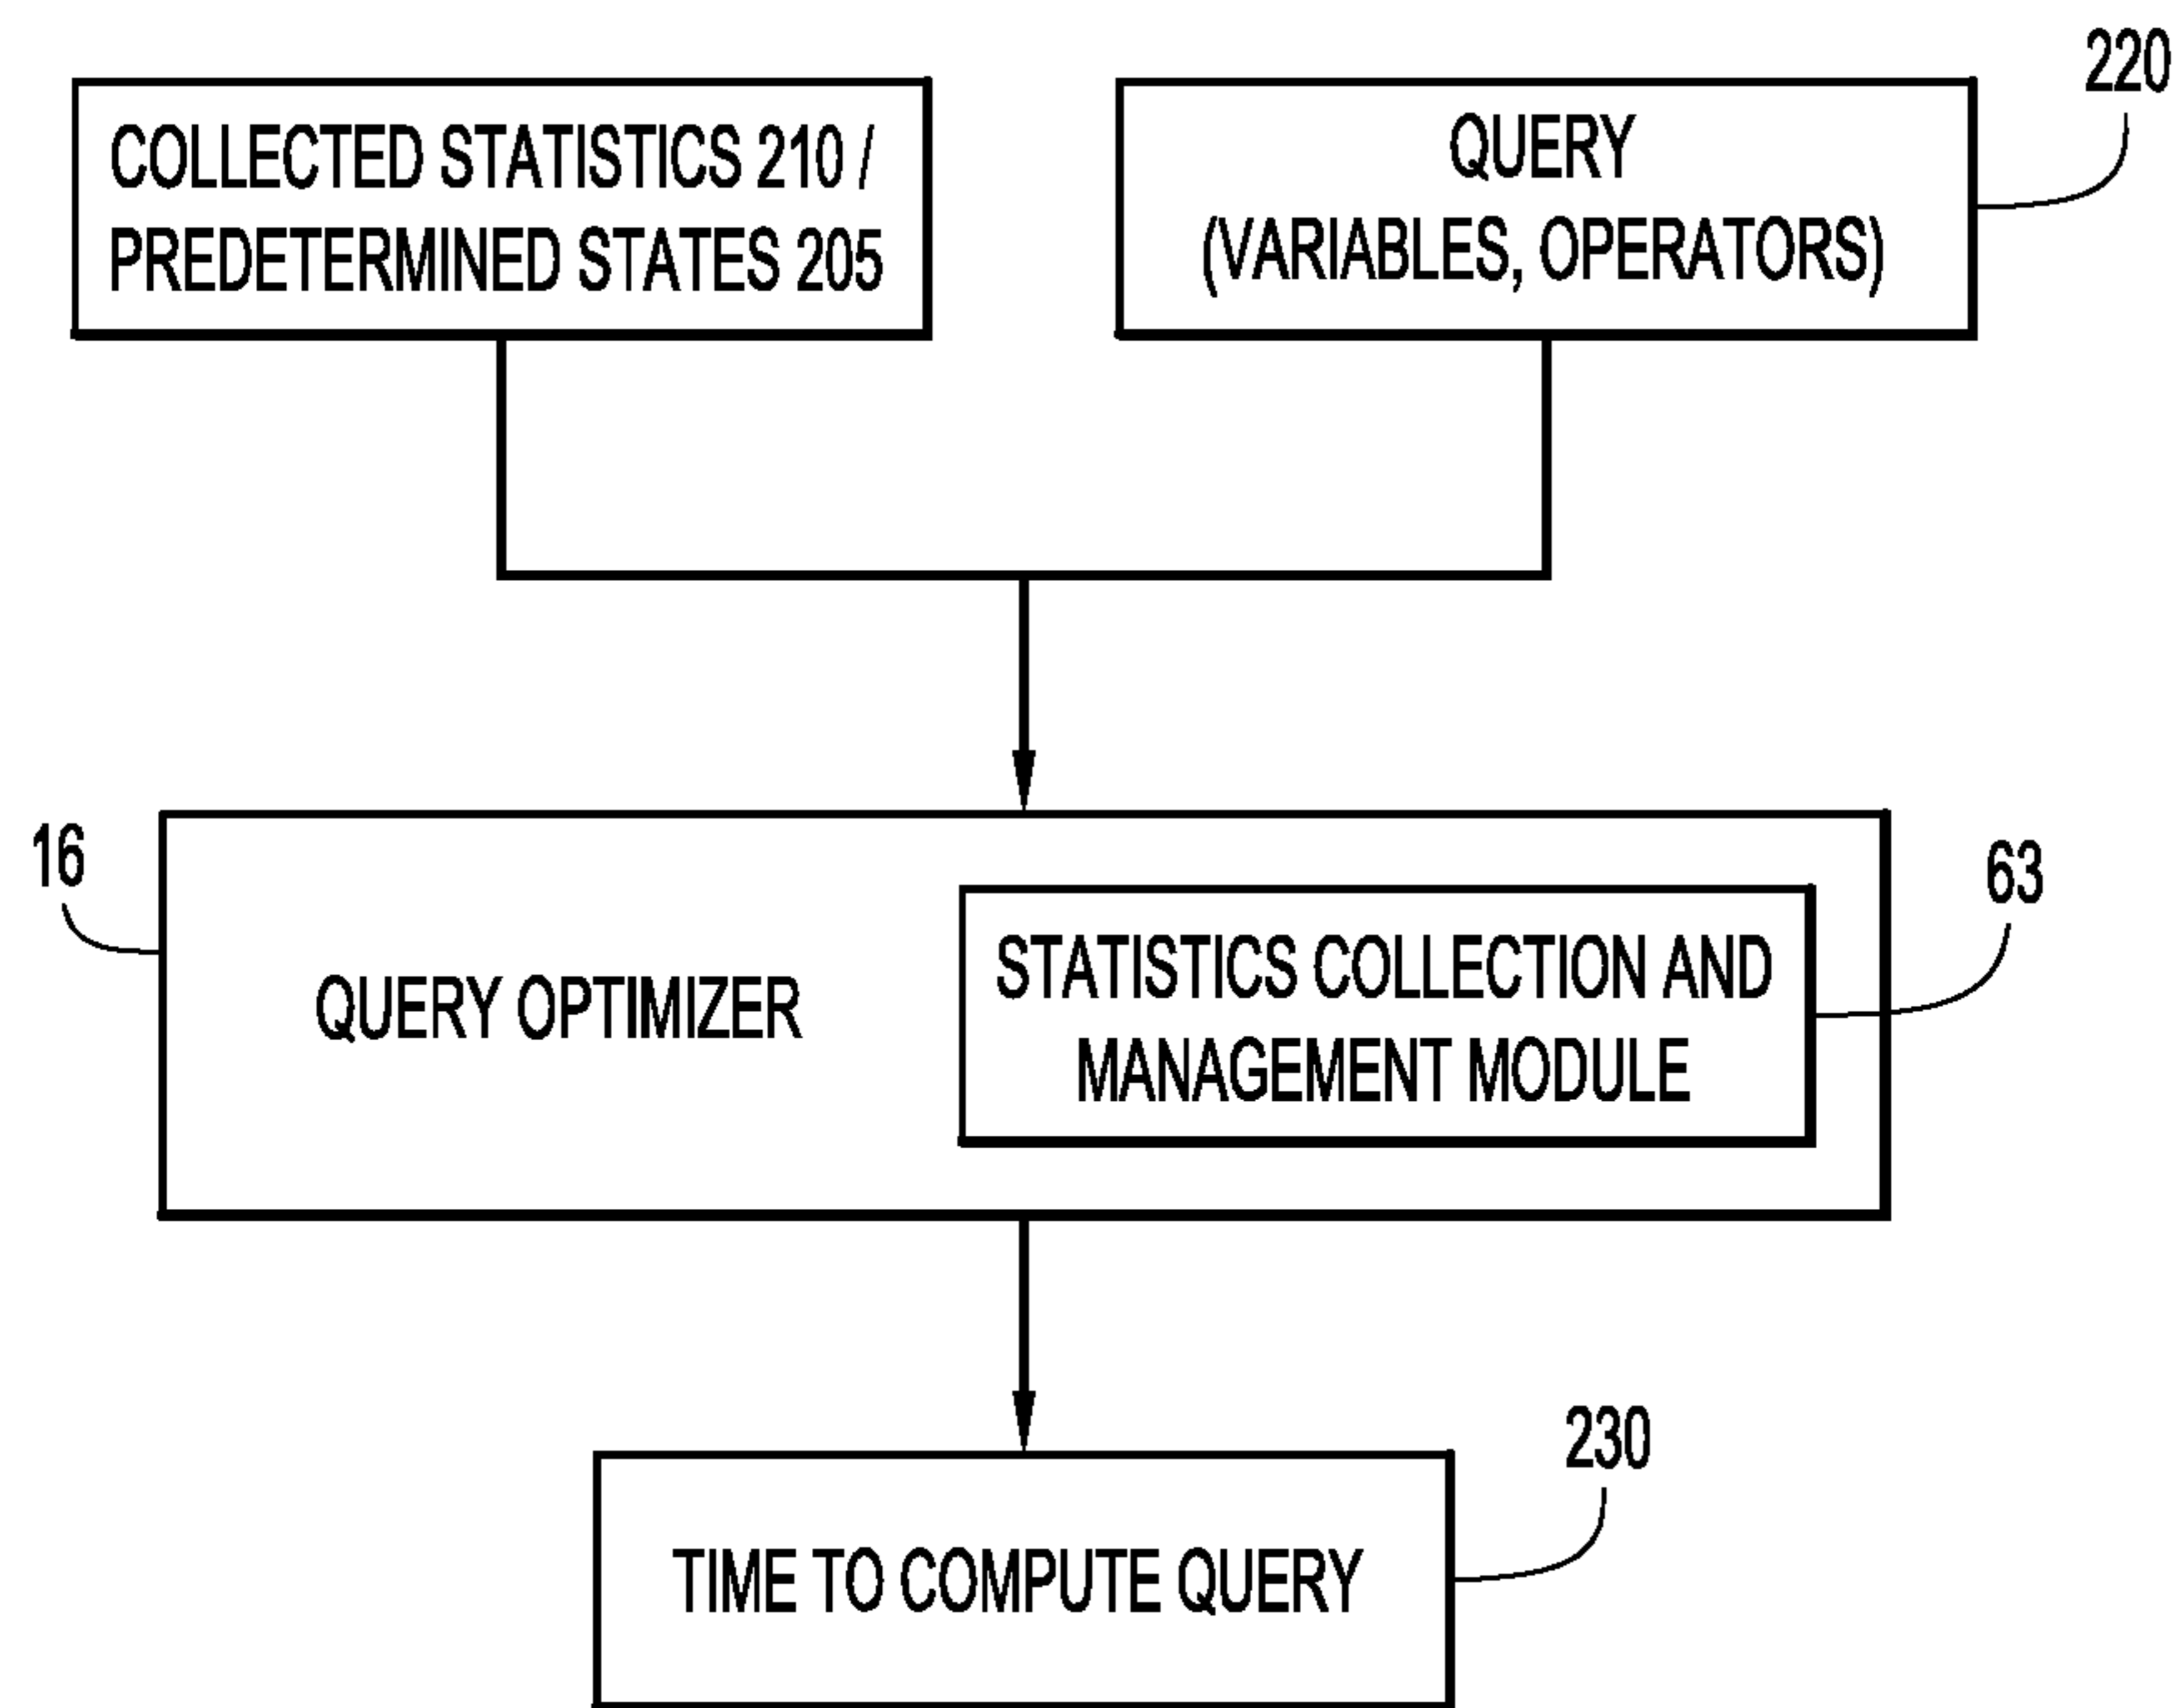 220
COLLECTED STATISTICS 210 /
PREDETERMINED STATES 205
QUERY
(VARIABLES, OPERATORS)
16
63
QUERY OPTIMIZER
STATISTICS COLLECTION AND
MANAGEMENT MODULE
230
TIME TO COMPUTE QUERY